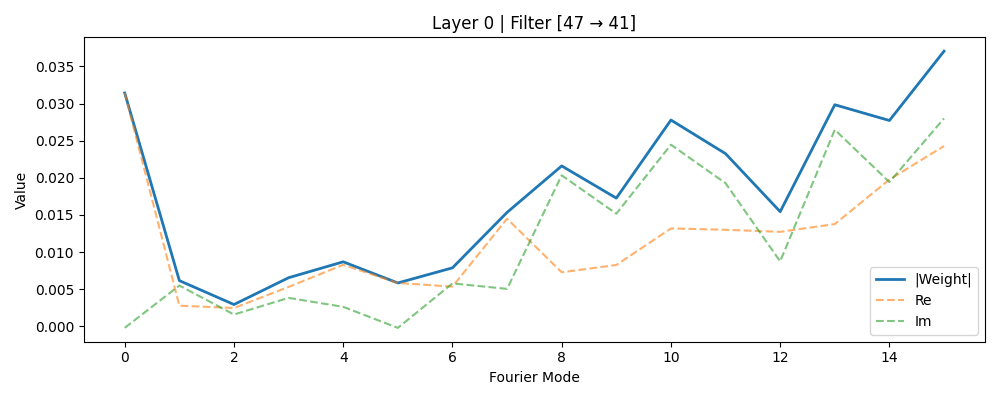 Layer 0 | Filter [47 → 41]
Value
0.035
0.030
0.025
0.020
0.015
0.010
0.005
0.000
0 2 4 6 8 10 12 14
Fourier Mode
|Weight|
Re
Im